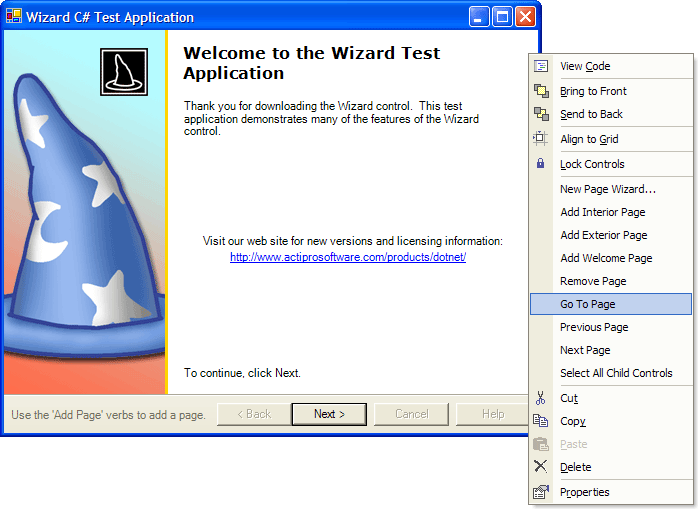 Wizard C# Test Application
Welcome to the Wizard Test
Application
Thank you for downloading the Wizard control.  This test
application demonstrates many of the features of the Wizard
control.
Visit our web site for new versions and licensing information:
http://www.actiprosoftware.com/products/dotnet/
To continue, click Next.
Use the 'Add Page' verbs to add a page.
< Back
Next >
Cancel
Help
View Code
Bring to Front
Send to Back
Align to Grid
Lock Controls
New Page Wizard...
Add Interior Page
Add Exterior Page
Add Welcome Page
Remove Page
Go To Page
Previous Page
Next Page
Select All Child Controls
Cut
Copy
Paste
Delete
Properties